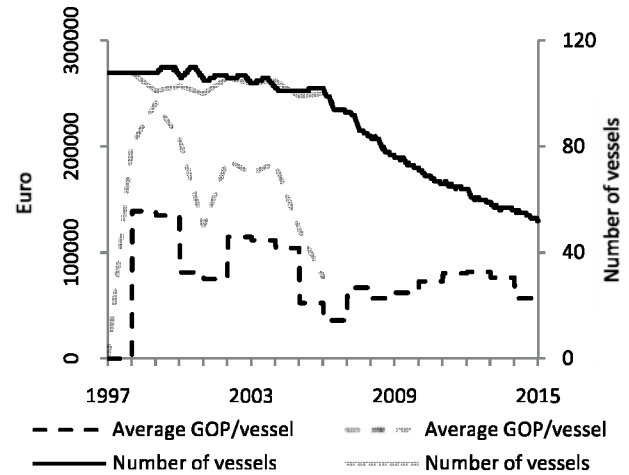 300000
200000
100000
0
Euro
120
80
40
0
Number of vessels
1997 2003 2009 2015
Average GOP/vessel Average GOP/vessel
Number of vessels Number of vessels